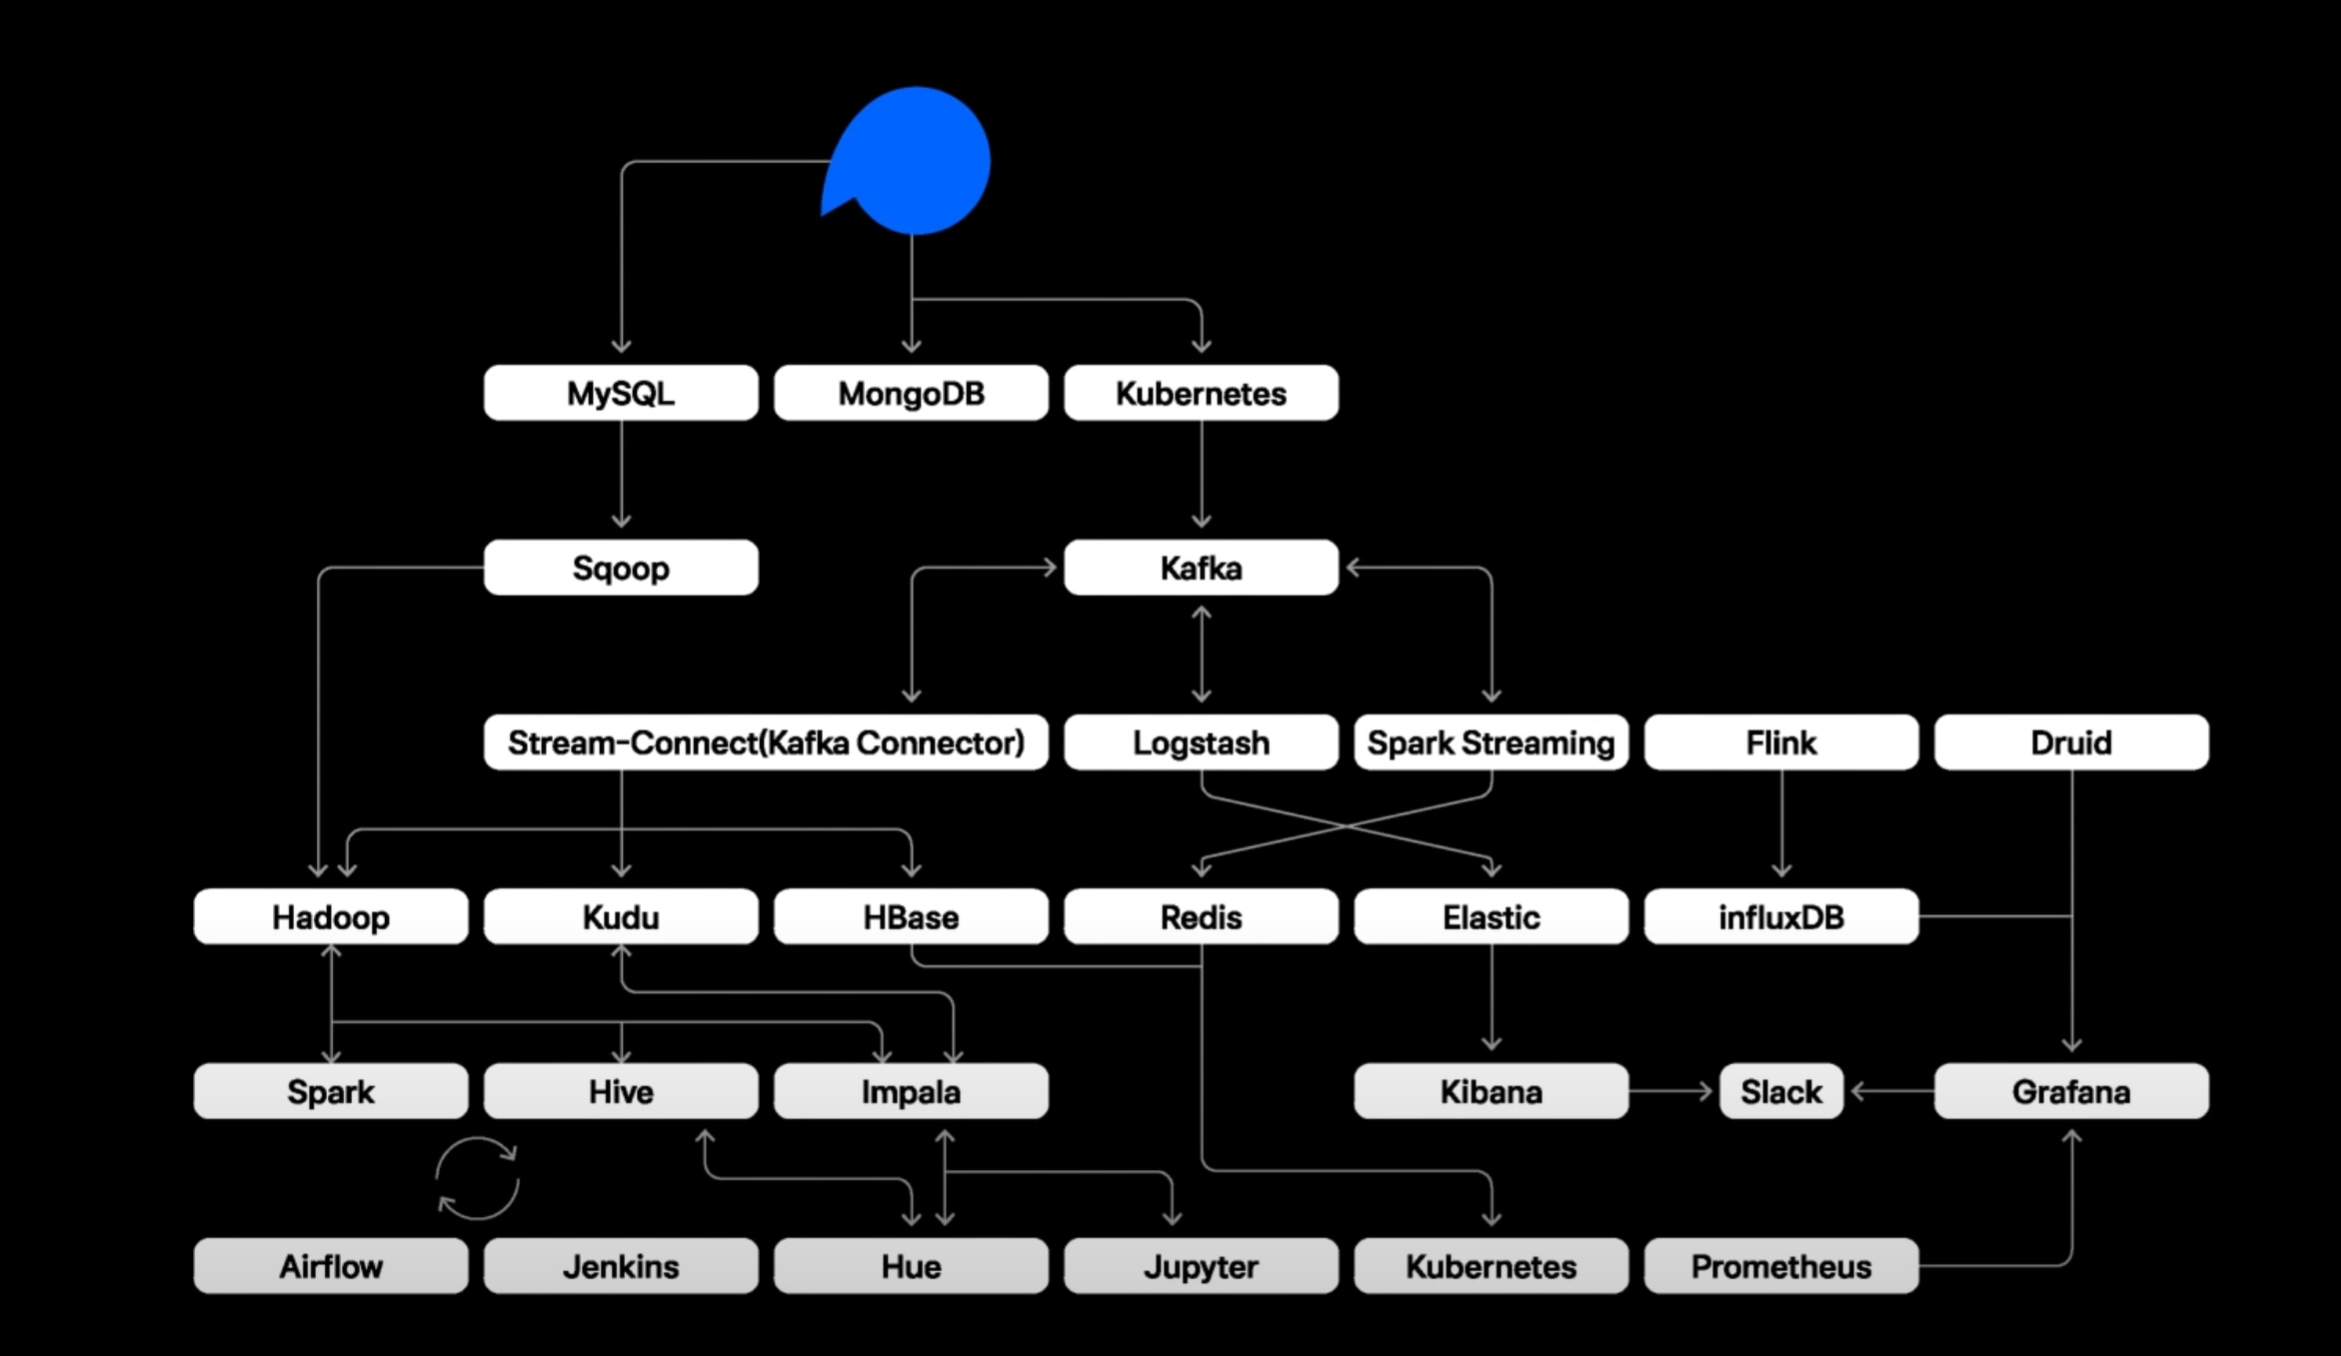 MySQL
MongoDB
Kubernetes
Sqoop
Kafka
Stream-Connect(Kafka Connector)
Logstash
Spark Streaming
Flink
Druid
Hadoop
Kudu
HBase
Redis
Elastic
influxDB
Spark
Hive
Impala
Kibana
Slack
Grafana
Airflow
Jenkins
Hue
Jupyter
Kubernetes
Prometheus